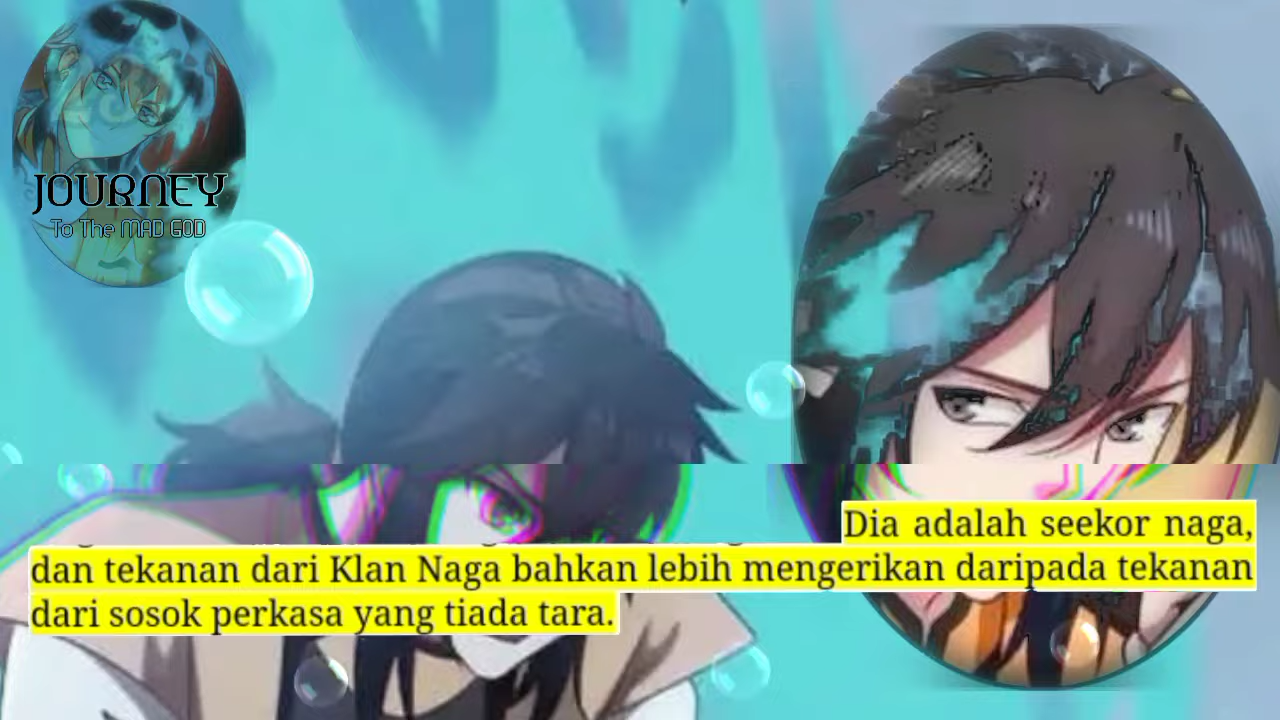 JOURNEY
To The MAD GOD
Dia adalah seekor naga,
dan tekanan dari Klan Naga bahkan lebih mengerikan daripada tekanan
dari sosok perkasa yang tiada tara.